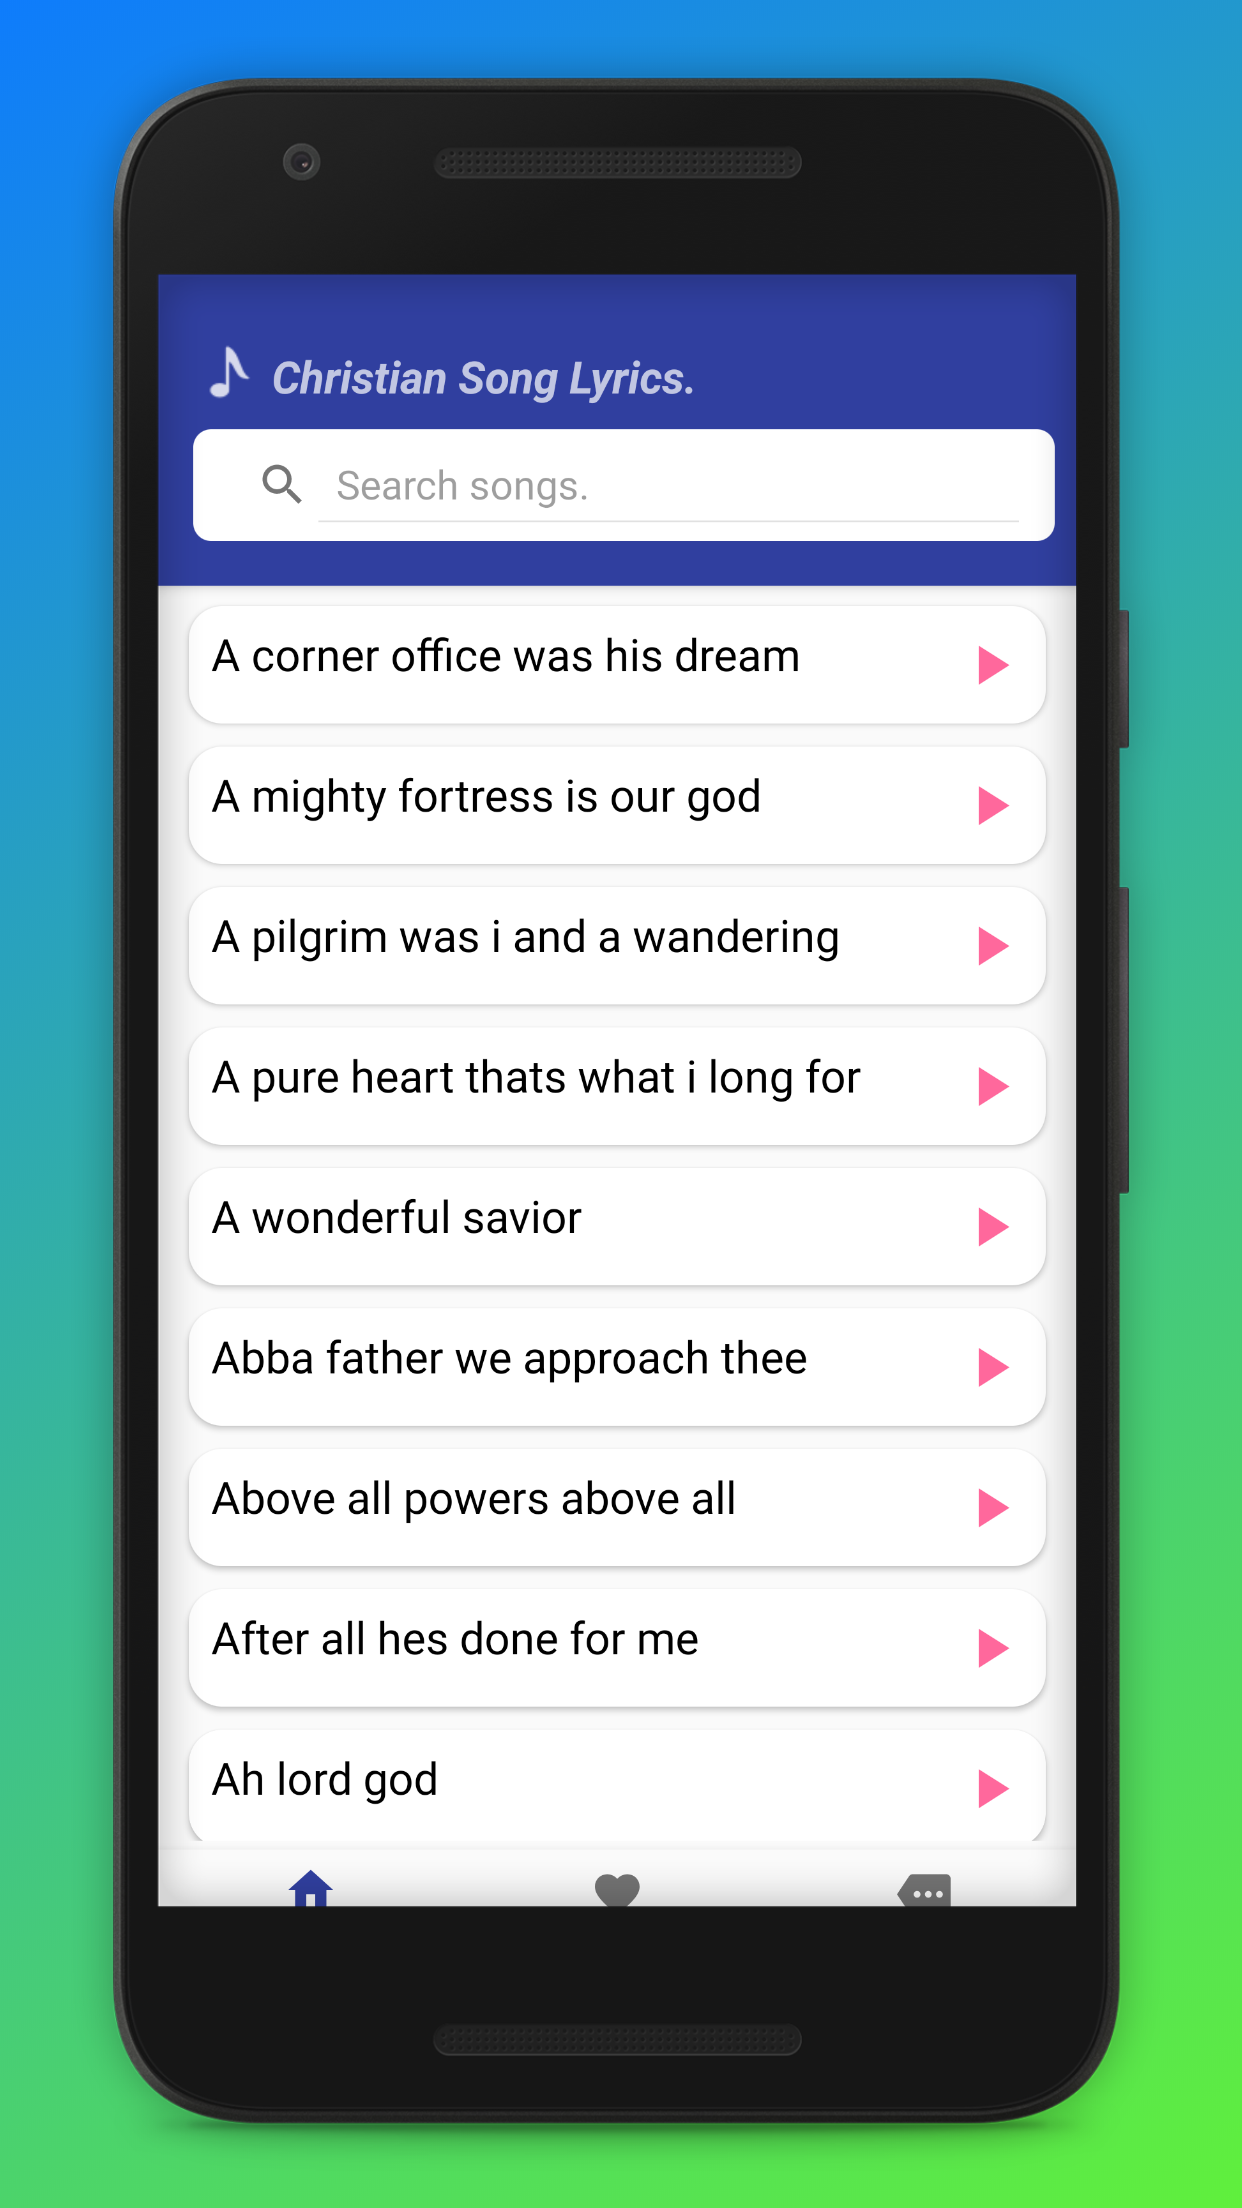 Christian Song Lyrics.
Search songs.
A corner office was his dream
A mighty fortress is our god
A pilgrim was i and a wandering
A pure heart thats what i long for
A wonderful savior
Abba father we approach thee
Above all powers above all
After all hes done for me
Ah lord god